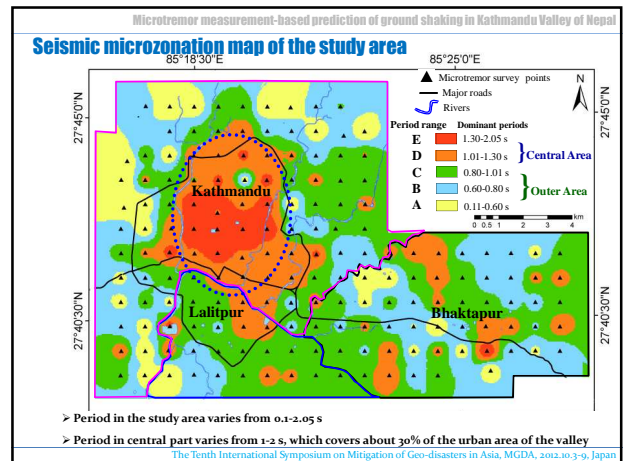 Microtremor measurement-based prediction of ground shaking in Kathmandu Valley of Nepal
Seismic microzonation map of the study area
85°18'30"E
85°25'0"E
Microtremor survey points
Major roads
Rivers
N
27°45'0"N
27°45'0"N
Period range Dominant periods
E 1.30-2.05 s
D 1.01-1.30 s
Central Area
C 0.80-1.01 s
B 0.60-0.80 s
Outer Area
A 0.11-0.60 s
0 0.5 1 2 3 4 km
Kathmandu
Lalitpur
Bhaktapur
27°40'30"N
27°40'30"N
➢ Period in the study area varies from 0.1-2.05 s
➢ Period in central part varies from 1-2 s, which covers about 30% of the urban area of the valley
The Tenth International Symposium on Mitigation of Geo-disasters in Asia, MGDA, 2012.10.3-9, Japan